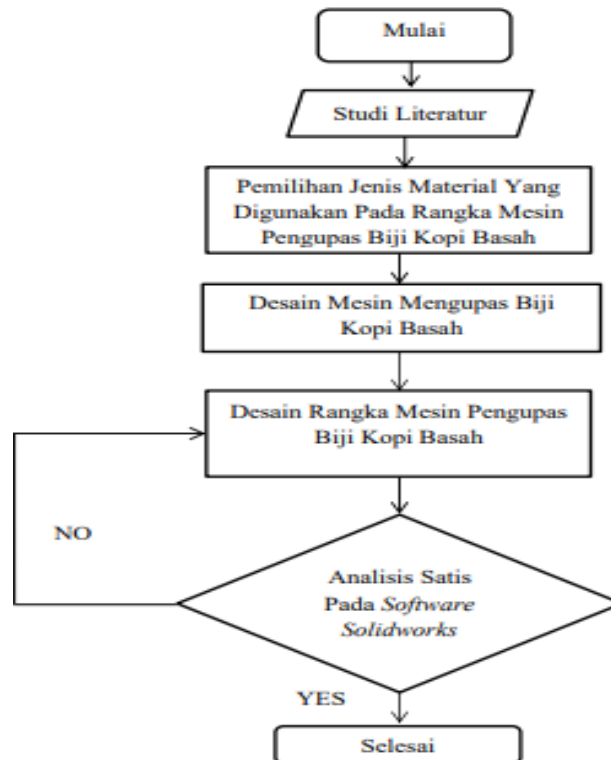 Mulai
Studi Literatur
Pemilihan Jenis Material Yang
Digunakan Pada Rangka Mesin
Pengupas Biji Kopi Basah
Desain Mesin Mengupas Biji
Kopi Basah
Desain Rangka Mesin Pengupas
Biji Kopi Basah
NO
Analisis Satis
Pada Software
Solidworks
YES
Selesai